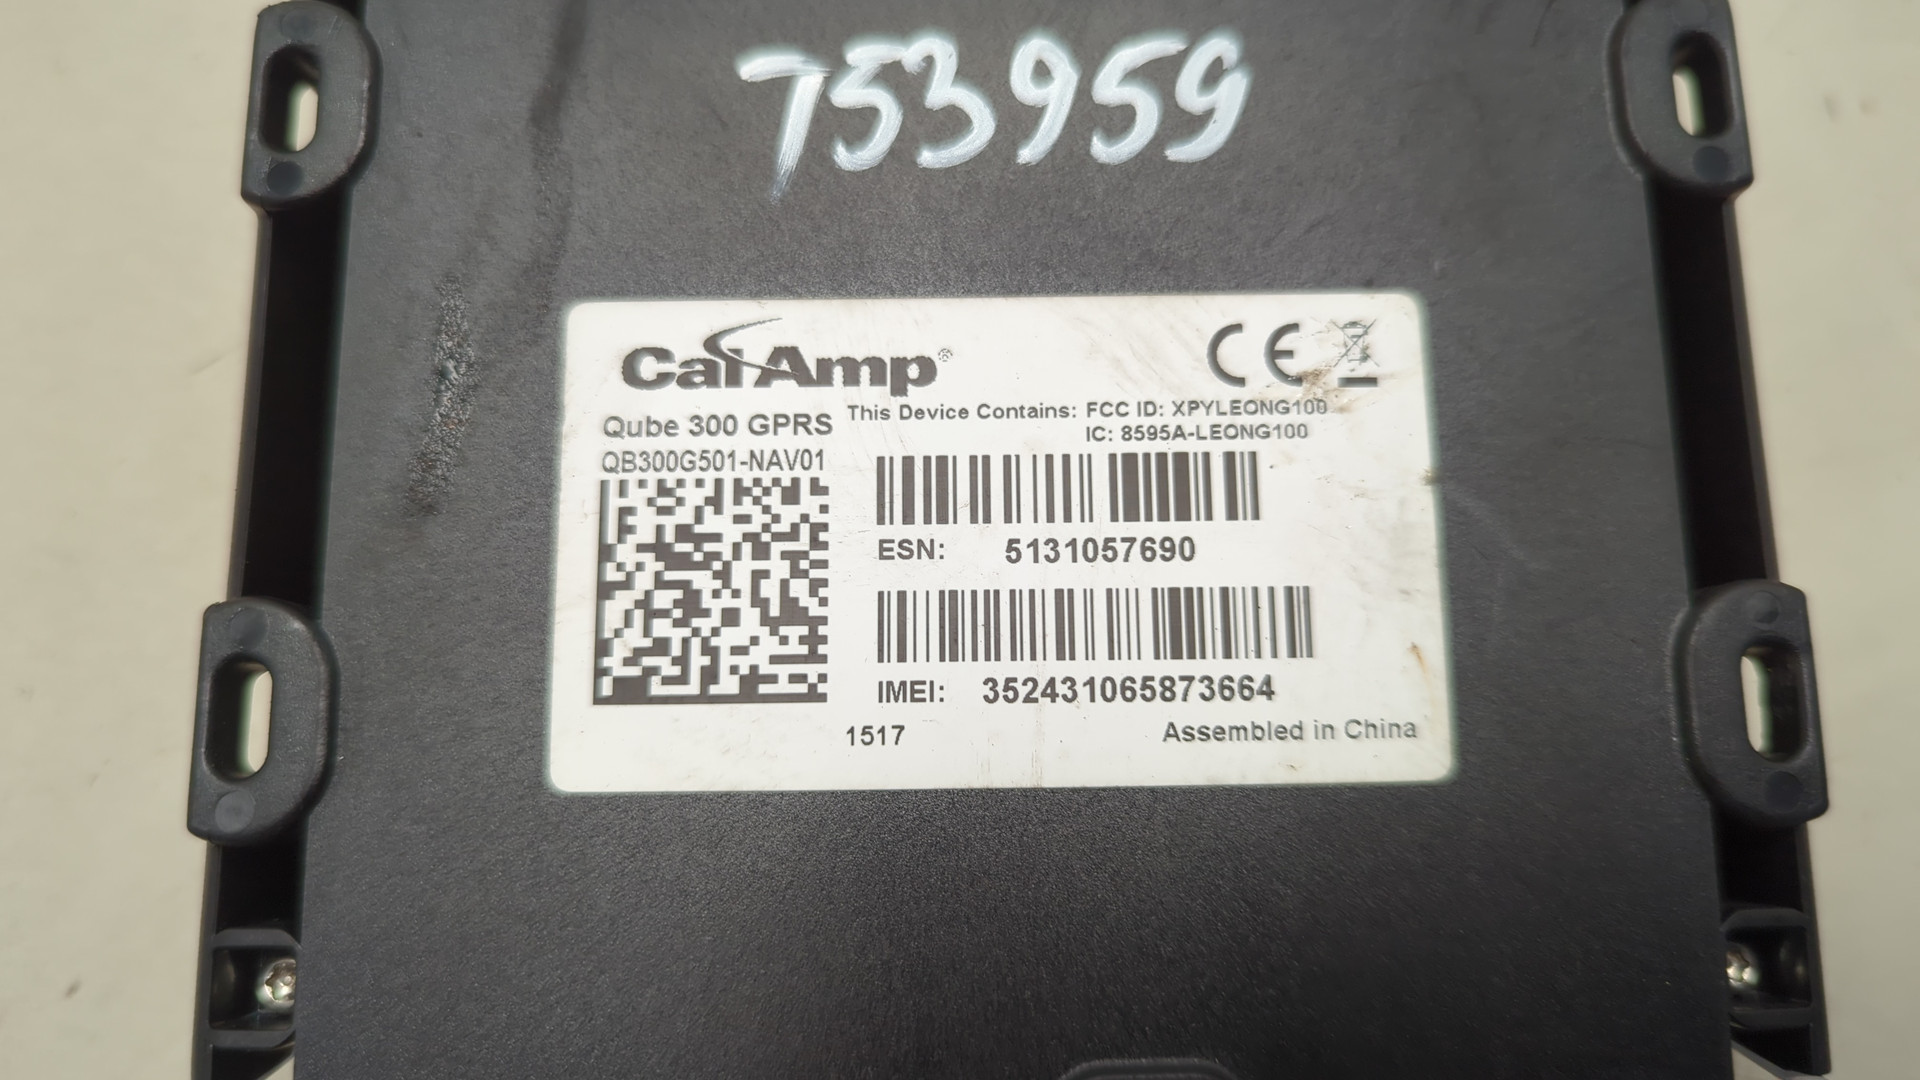 753959
CalAmp®
CE
Qube 300 GPRS
This Device Contains: FCC ID: XPYLEONG100
IC: 8595A-LEONG100
QB300G501-NAV01
ESN: 5131057690
IMEI: 352431065873664
1517
Assembled in China